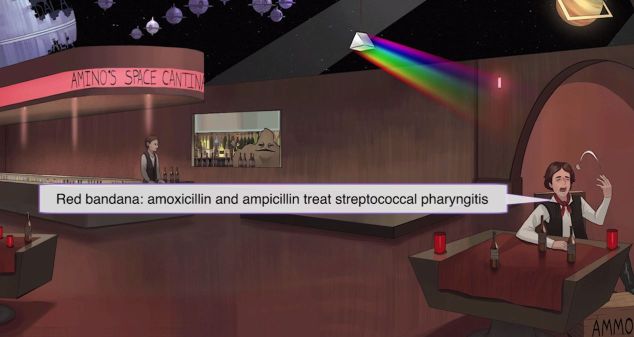 AMINO'S SPACE CANTINA
Red bandana: amoxicillin and ampicillin treat streptococcal pharyngitis
AMMO